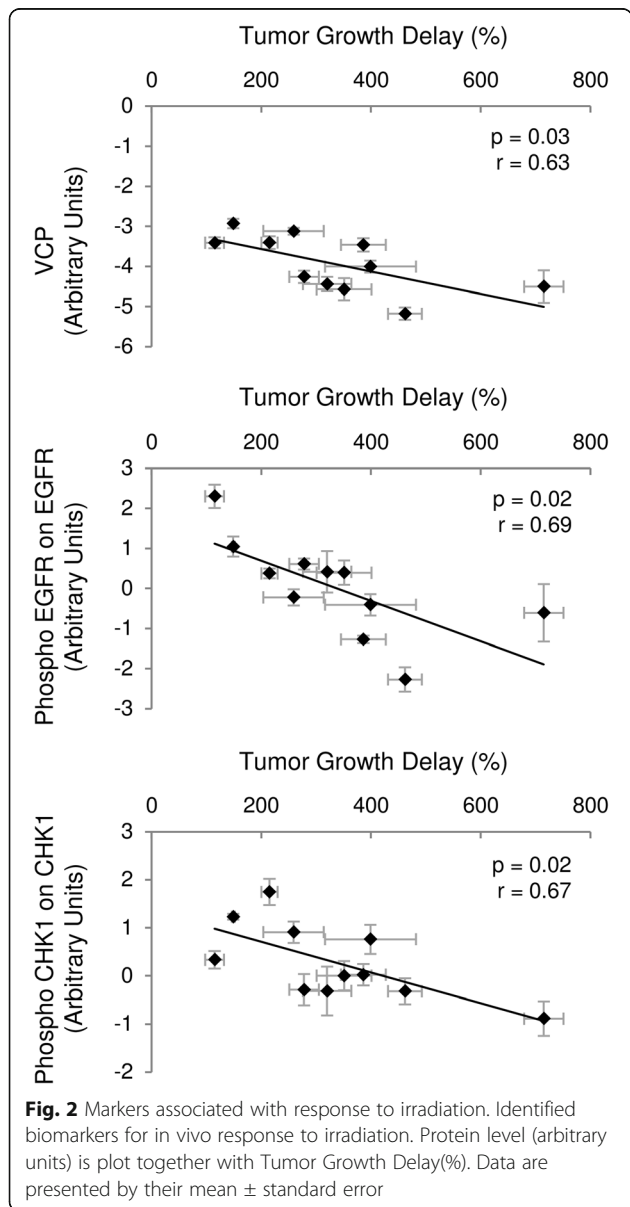 Tumor Growth Delay (%)
0 200 400 600 800
0
-1
-2
-3
-4
-5
-6
VCP
(Arbitrary Units)
p = 0.03
r = 0.63
Tumor Growth Delay (%)
0 200 400 600 800
3
2
1
0
-1
-2
-3
Phospho EGFR on EGFR
(Arbitrary Units)
p = 0.02
r = 0.69
Tumor Growth Delay (%)
0 200 400 600 800
3
2
1
0
-1
-2
Phospho CHK1 on CHK1
(Arbitrary Units)
p = 0.02
r = 0.67
Fig. 2 Markers associated with response to irradiation. Identified
biomarkers for in vivo response to irradiation. Protein level (arbitrary
units) is plot together with Tumor Growth Delay(%). Data are
presented by their mean ± standard error